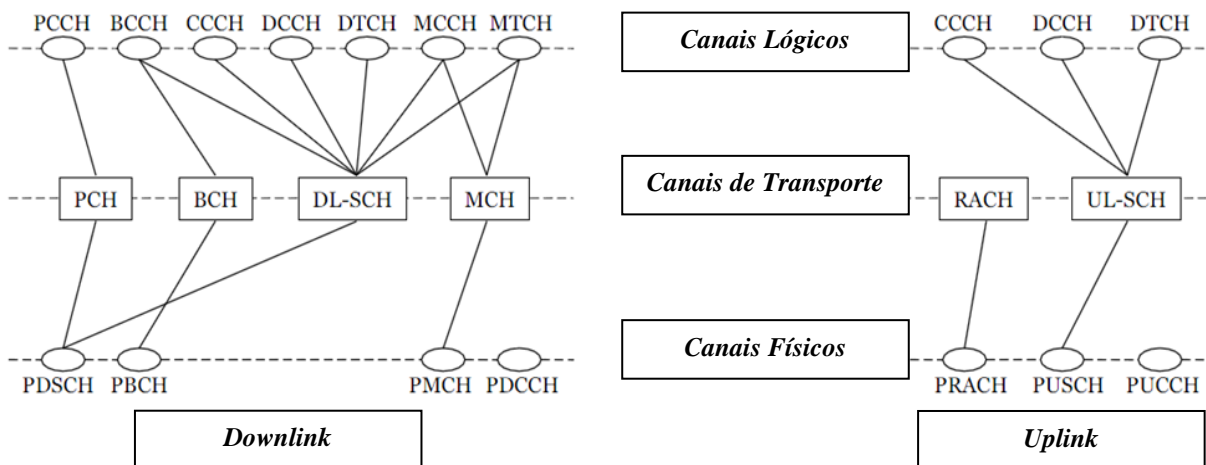 PCCH BCCH CCCH DCCH DTCH MCCH MTCH
Canais Lógicos
CCCH DCCH DTCH
PCH BCH DL-SCH MCH
Canais de Transporte
RACH UL-SCH
Canais Físicos
PDSCH PBCH PMCH PDCCH
PRACH PUSCH PUCCH
Downlink
Uplink